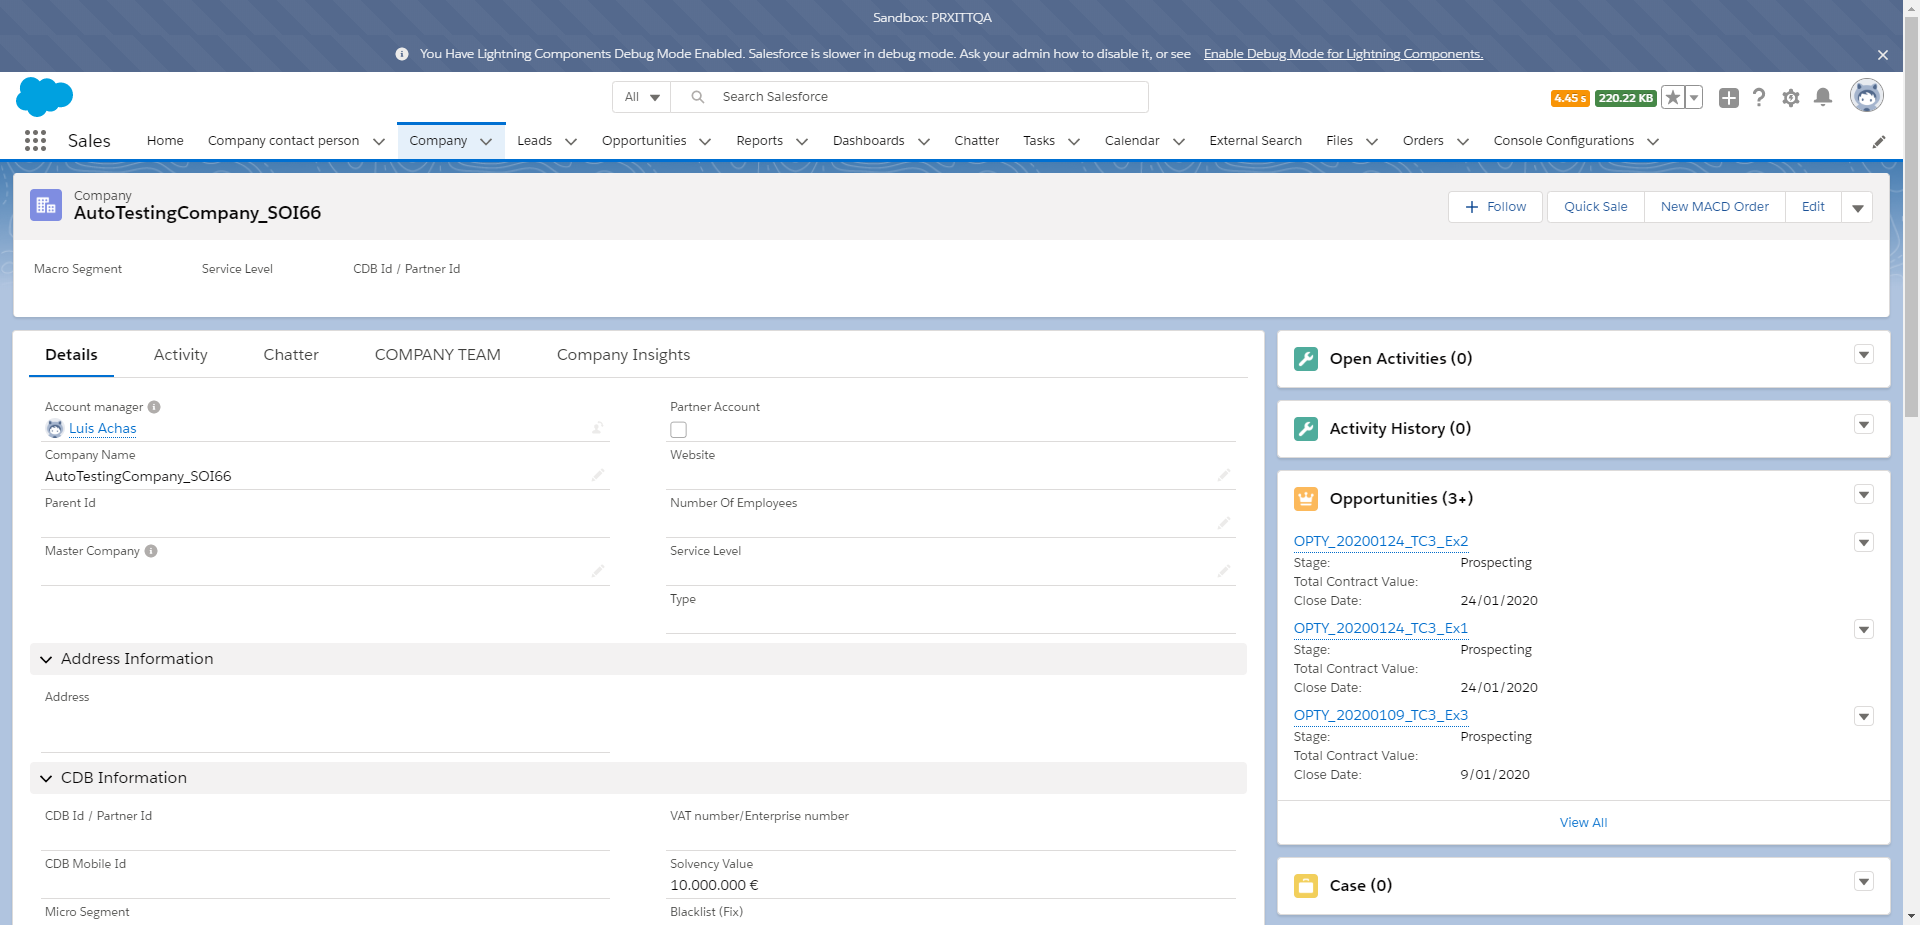 Sandbox: PRXITTQA
You Have Lightning Components Debug Mode Enabled. Salesforce is slower in debug mode. Ask your admin how to disable it, or see Enable Debug Mode for Lightning Components.
All Search Salesforce 4.45 s 220.22 KB
Sales Home Company contact person Company Leads Opportunities Reports Dashboards Chatter Tasks Calendar External Search Files Orders Console Configurations
Company
AutoTestingCompany_SOI66
Follow Quick Sale New MACD Order Edit
Macro Segment Service Level CDB Id / Partner Id
Details Activity Chatter COMPANY TEAM Company Insights
Account manager Partner Account
Luis Achas
Company Name Website
AutoTestingCompany_SOI66
Parent Id Number Of Employees
Master Company Service Level
Type
Address Information
Address
CDB Information
CDB Id / Partner Id VAT number/Enterprise number
CDB Mobile Id Solvency Value
10.000.000 €
Micro Segment Blacklist (Fix)
Open Activities (0)
Activity History (0)
Opportunities (3+)
OPTY_20200124_TC3_Ex2
Stage: Prospecting
Total Contract Value:
Close Date: 24/01/2020
OPTY_20200124_TC3_Ex1
Stage: Prospecting
Total Contract Value:
Close Date: 24/01/2020
OPTY_20200109_TC3_Ex3
Stage: Prospecting
Total Contract Value:
Close Date: 9/01/2020
View All
Case (0)